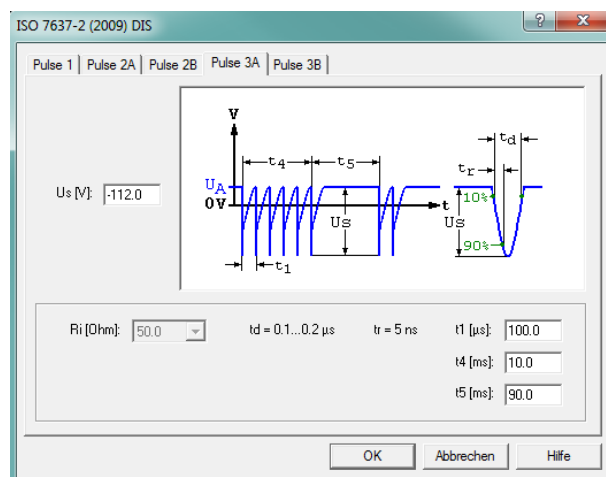 ISO 7637-2 (2009) DIS
?
X
Pulse 1
Pulse 2A
Pulse 2B
Pulse 3A
Pulse 3B
V
t4
t5
td
tr
UA
0V
Us
t
Us
10%
90%
t1
Us [V]: -112.0
Ri [Ohm]: 50.0
td = 0.1...0.2 µs
tr = 5 ns
t1 [µs]: 100.0
t4 [ms]: 10.0
t5 [ms]: 90.0
OK
Abbrechen
Hilfe